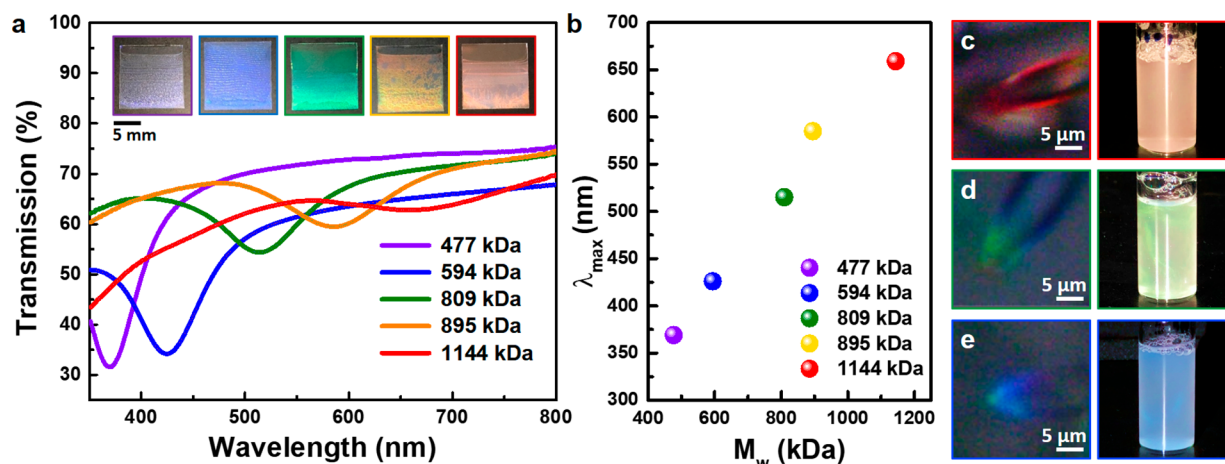 a
Transmission (%)
100
90
80
70
60
50
40
30
5 mm
477 kDa
594 kDa
809 kDa
895 kDa
1144 kDa
400
500
600
700
800
Wavelength (nm)
b
λmax (nm)
700
650
600
550
500
450
400
350
300
477 kDa
594 kDa
809 kDa
895 kDa
1144 kDa
400
600
800
1000
1200
Mw (kDa)
c
5 μm
d
5 μm
e
5 μm